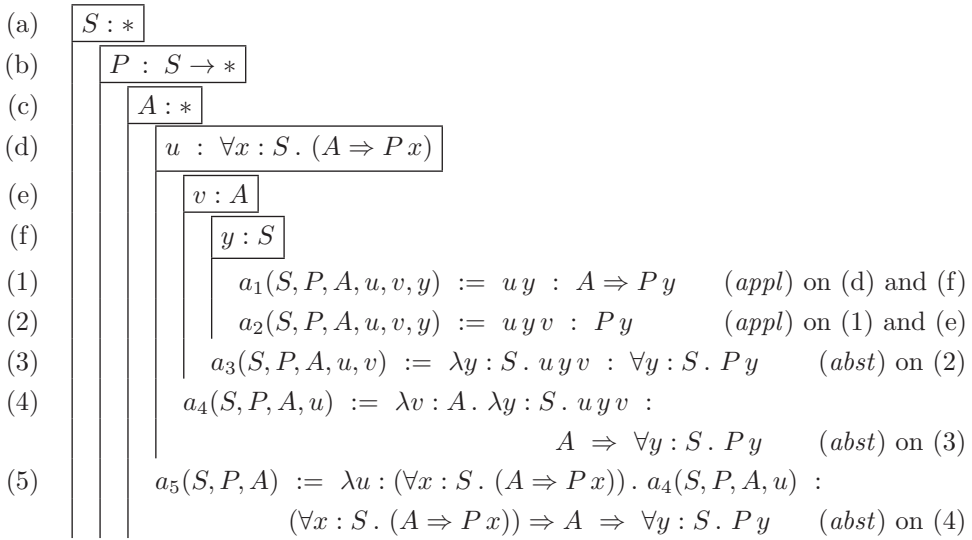 (a) S : ∗
(b) P : S → ∗
(c) A : ∗
(d) u : ∀x : S . (A ⇒ P x)
(e) v : A
(f) y : S
(1) a₁(S, P, A, u, v, y) := u y : A ⇒ P y (appl) on (d) and (f)
(2) a₂(S, P, A, u, v, y) := u y v : P y (appl) on (1) and (e)
(3) a₃(S, P, A, u, v) := λy : S . u y v : ∀y : S . P y (abst) on (2)
(4) a₄(S, P, A, u) := λv : A . λy : S . u y v :
A ⇒ ∀y : S . P y (abst) on (3)
(5) a₅(S, P, A) := λu : (∀x : S . (A ⇒ P x)) . a₄(S, P, A, u) :
(∀x : S . (A ⇒ P x)) ⇒ A ⇒ ∀y : S . P y (abst) on (4)